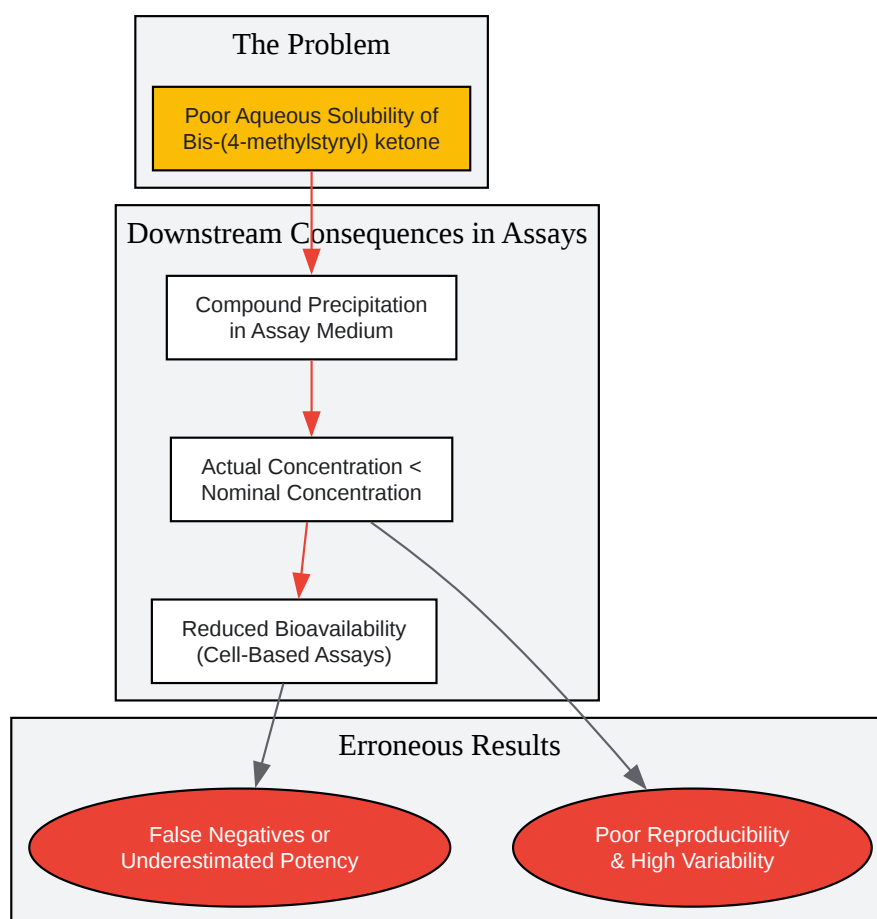 The Problem
Poor Aqueous Solubility of
Bis-(4-methylstyryl) ketone
Downstream Consequences in Assays
Compound Precipitation
in Assay Medium
Actual Concentration <
Nominal Concentration
Reduced Bioavailability
(Cell-Based Assays)
Erroneous Results
False Negatives or
Underestimated Potency
Poor Reproducibility
& High Variability